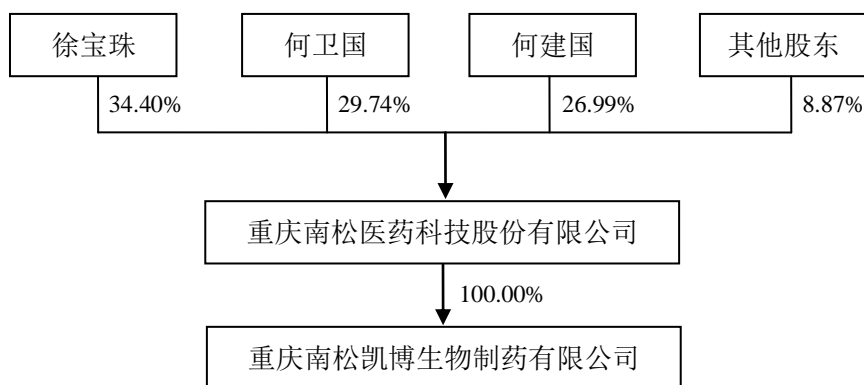 徐宝珠 何卫国 何建国 其他股东
34.40% 29.74% 26.99% 8.87%
重庆南松医药科技股份有限公司
100.00%
重庆南松凯博生物制药有限公司